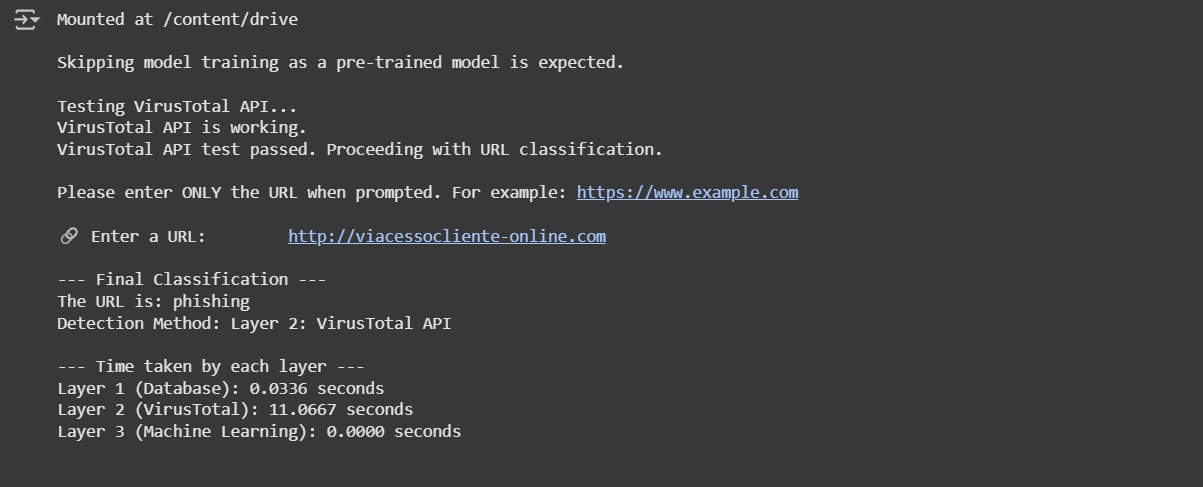 Mounted at /content/drive
Skipping model training as a pre-trained model is expected.
Testing VirusTotal API...
VirusTotal API is working.
VirusTotal API test passed. Proceeding with URL classification.
Please enter ONLY the URL when prompted. For example: https://www.example.com
Enter a URL: http://viacessocliente-online.com
--- Final Classification ---
The URL is: phishing
Detection Method: Layer 2: VirusTotal API
--- Time taken by each layer ---
Layer 1 (Database): 0.0336 seconds
Layer 2 (VirusTotal): 11.0667 seconds
Layer 3 (Machine Learning): 0.0000 seconds